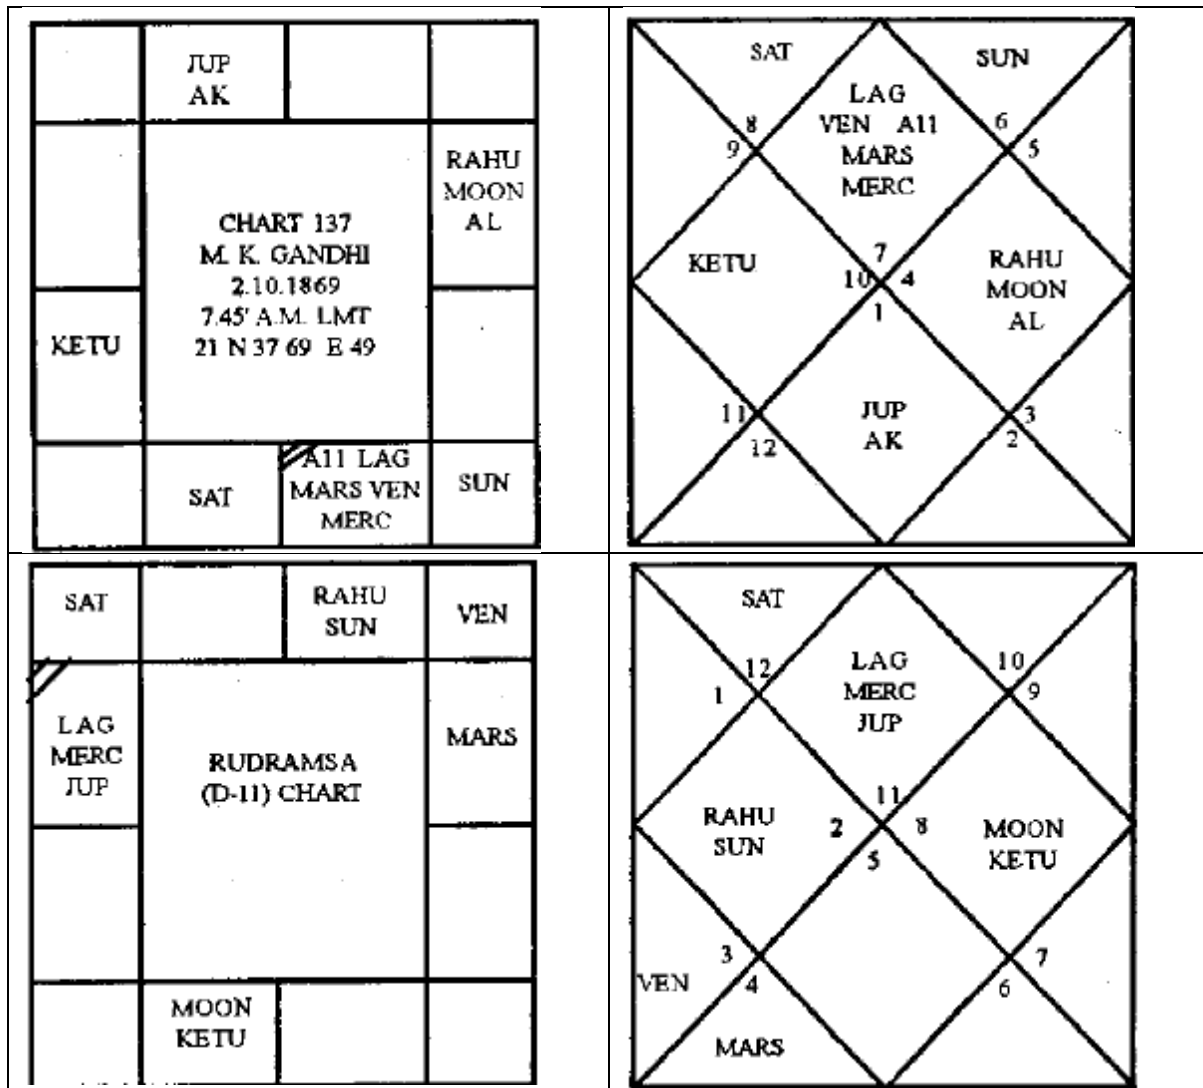 JUP
AK
RAHU
MOON
AL
CHART 137
M. K. GANDHI
2.10.1869
7.45' A.M. LMT
21 N 37 69 E 49
KETU
SAT
A11 LAG
MARS VEN
MERC
SUN
SAT
SUN
LAG
VEN A11
MARS
MERC
8
6
9
5
KETU
7
10 4
1
RAHU
MOON
AL
11
3
12
2
JUP
AK
SAT
RAHU
SUN
VEN
LAG
MERC
JUP
MARS
RUDRAMSA
(D-11) CHART
MOON
KETU
SAT
LAG
MERC
JUP
12
10
1
9
RAHU
SUN
11
2 8
5
MOON
KETU
3
7
VEN
4
6
MARS